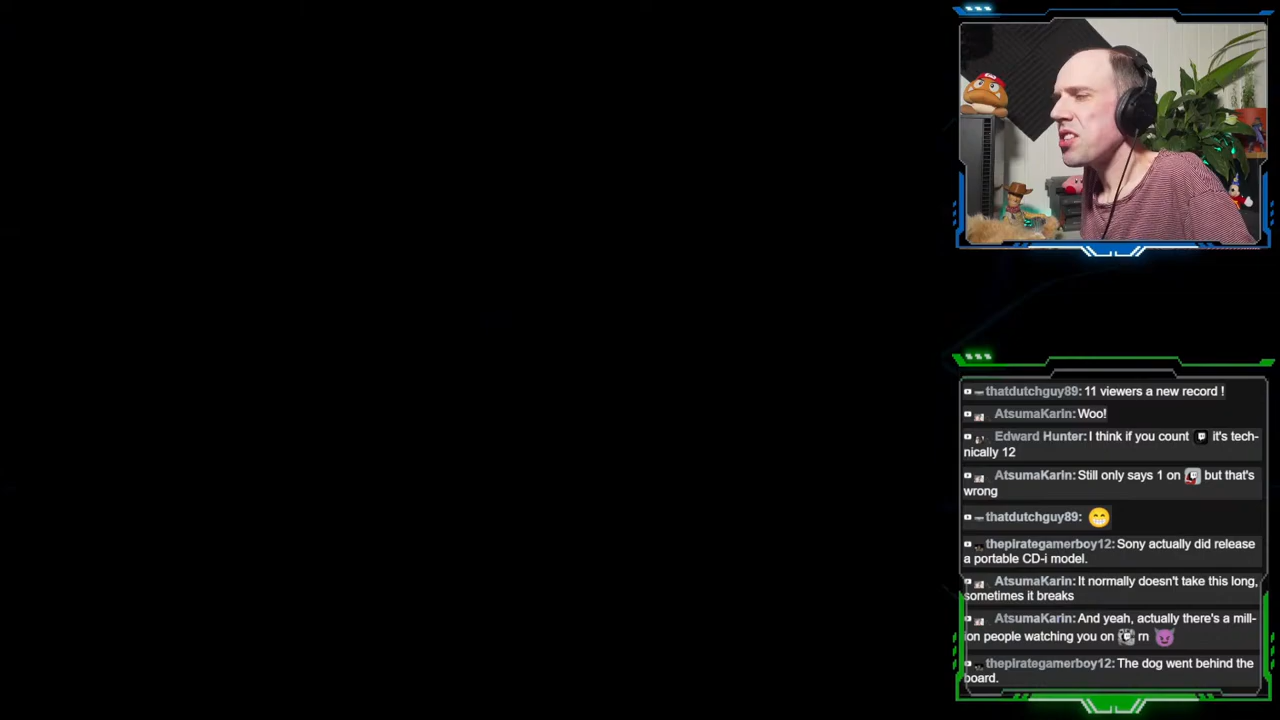 thatdutchguy89: 11 viewers a new record !
AtsumaKarin: Woo!
Edward Hunter: I think if you count it's tech-
nically 12
AtsumaKarin: Still only says 1 on but that's
wrong
thatdutchguy89: 😁
thepirategamerboy12: Sony actually did release
a portable CD-i model.
AtsumaKarin: It normally doesn't take this long,
sometimes it breaks
AtsumaKarin: And yeah, actually there's a mill-
ion people watching you on rn 😈
thepirategamerboy12: The dog went behind the
board.